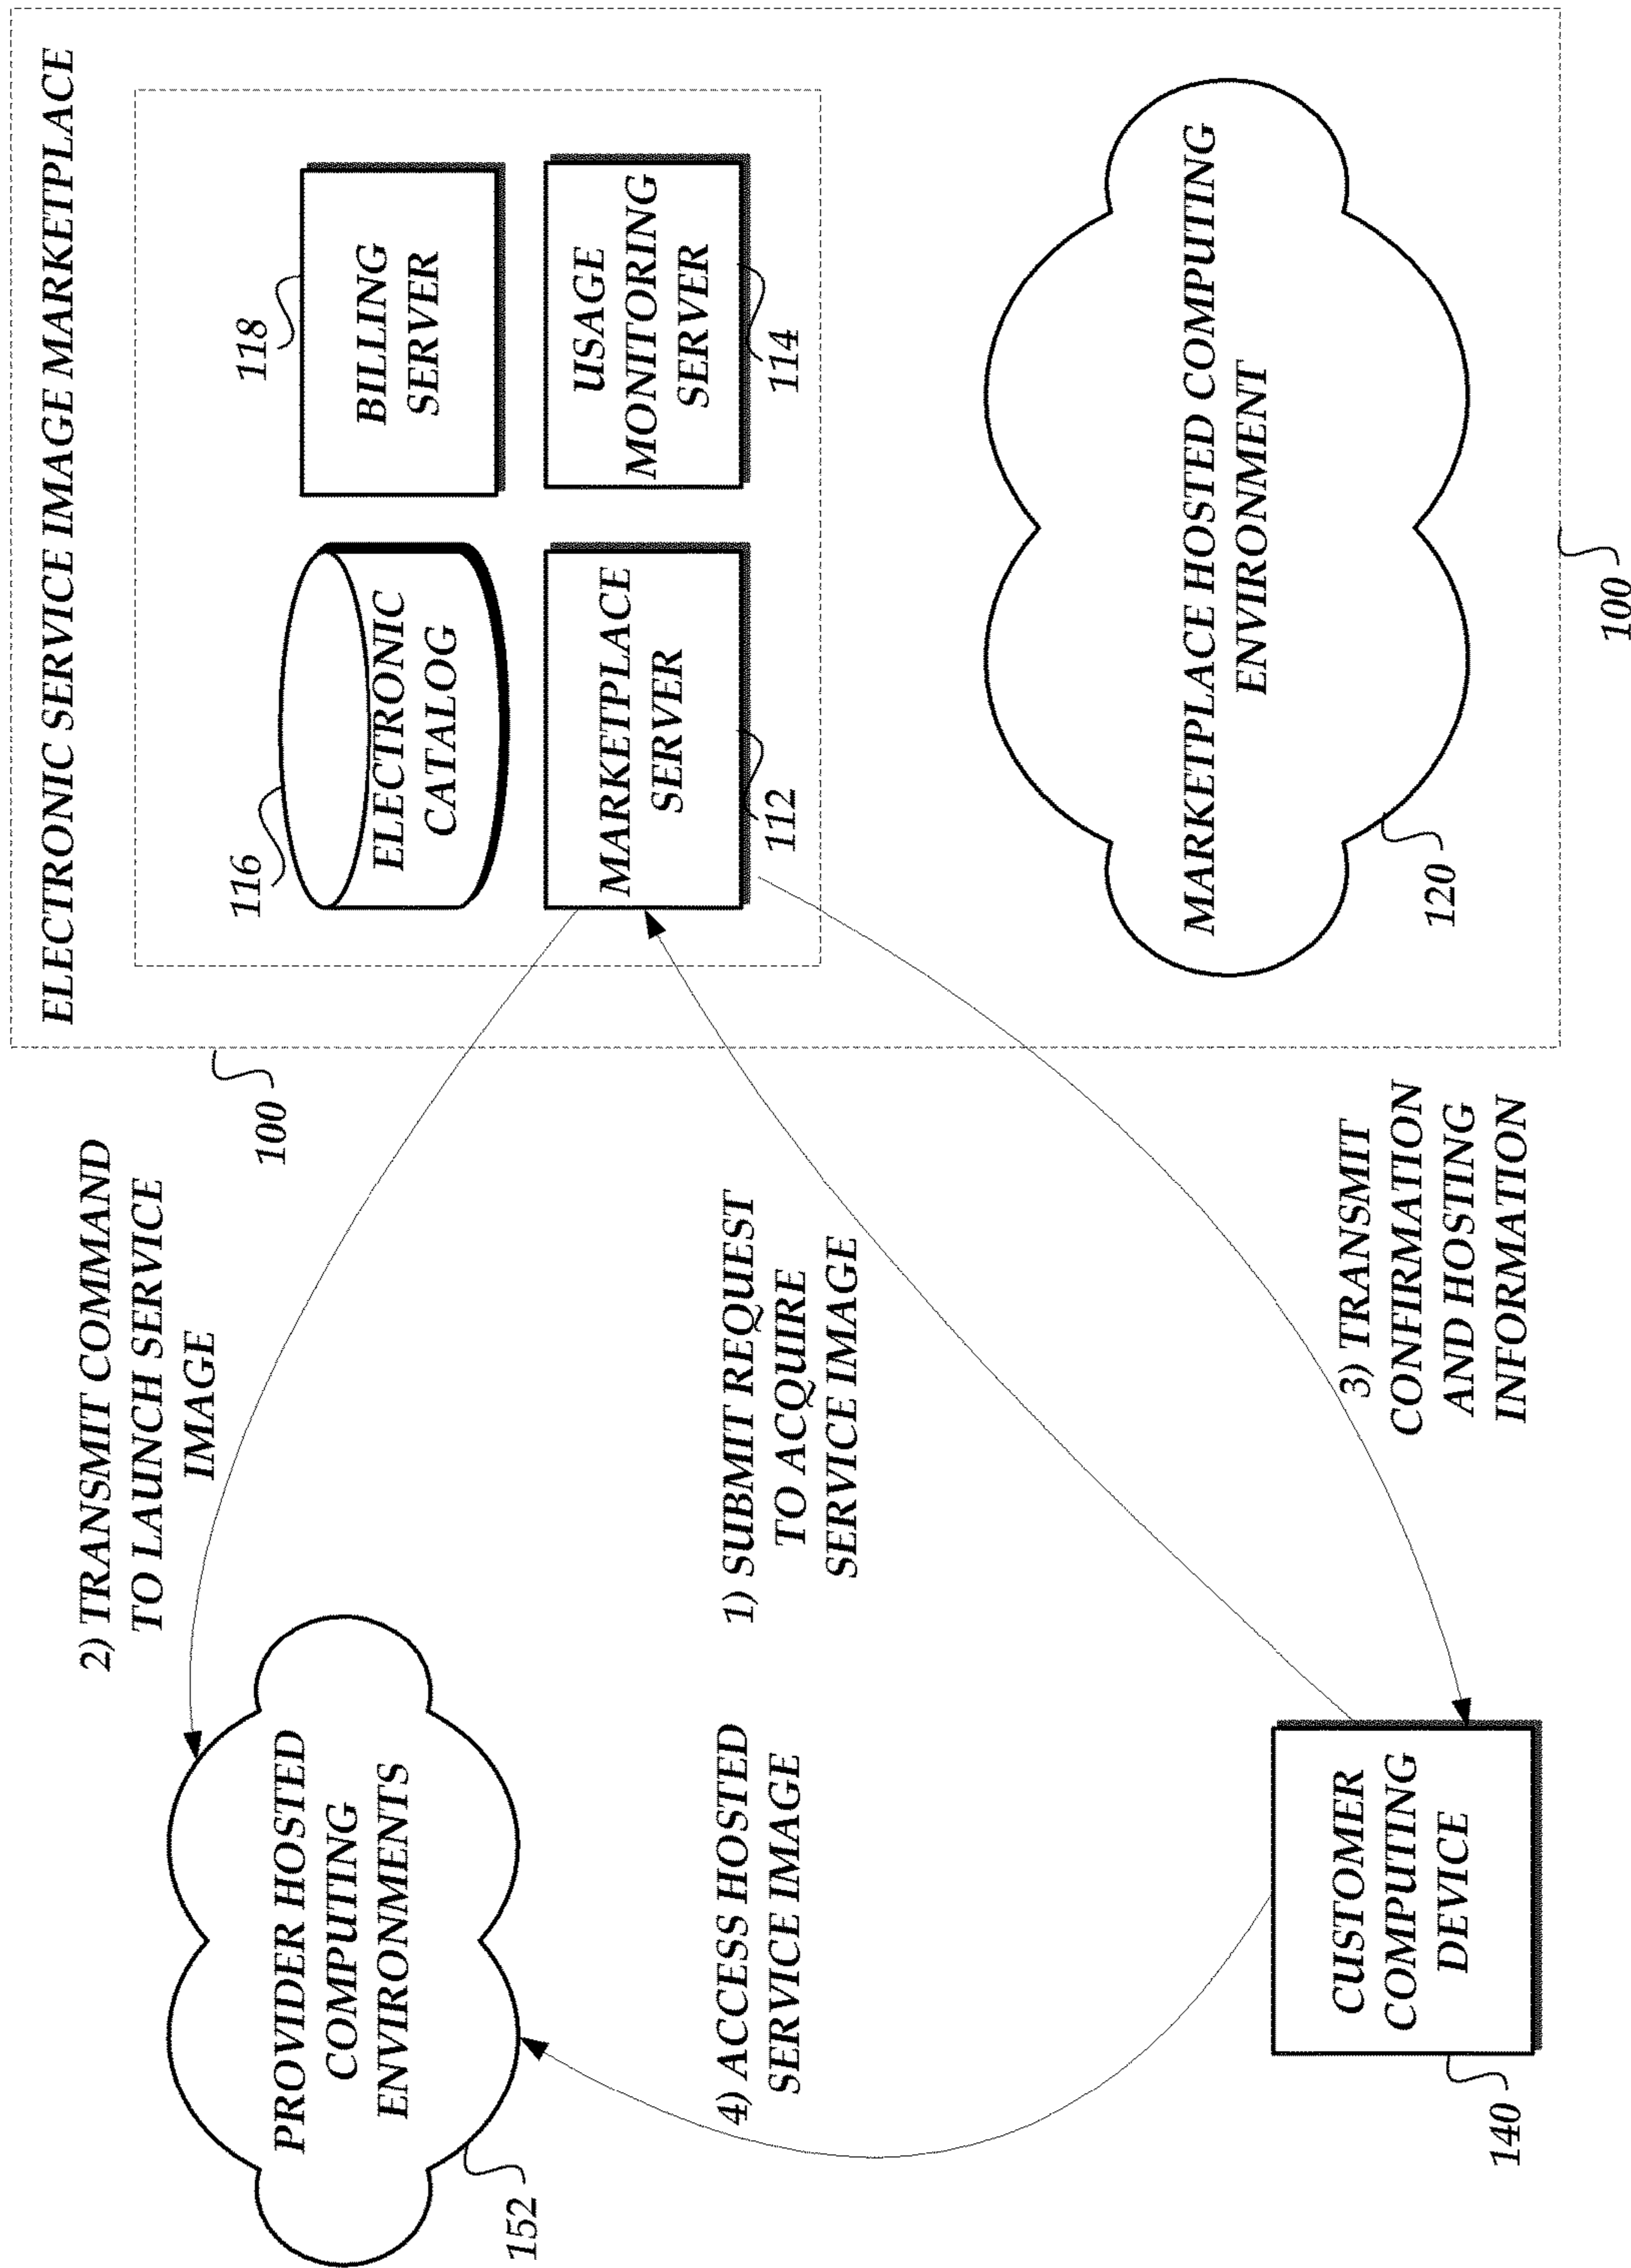 ELECTRONIC SERVICE IMAGE MARKETPLACE
118
BILLING
SERVER
USAGE
MONITORING
SERVER
114
116
ELECTRONIC
CATALOG
MARKETPLACE
SERVER
112
MARKETPLACE HOSTED COMPUTING
ENVIRONMENT
120
100
100
2) TRANSMIT COMMAND
TO LAUNCH SERVICE
IMAGE
1) SUBMIT REQUEST
TO ACQUIRE
SERVICE IMAGE
3) TRANSMIT
CONFIRMATION
AND HOSTING
INFORMATION
PROVIDER HOSTED
COMPUTING
ENVIRONMENTS
152
4) ACCESS HOSTED
SERVICE IMAGE
CUSTOMER
COMPUTING
DEVICE
140